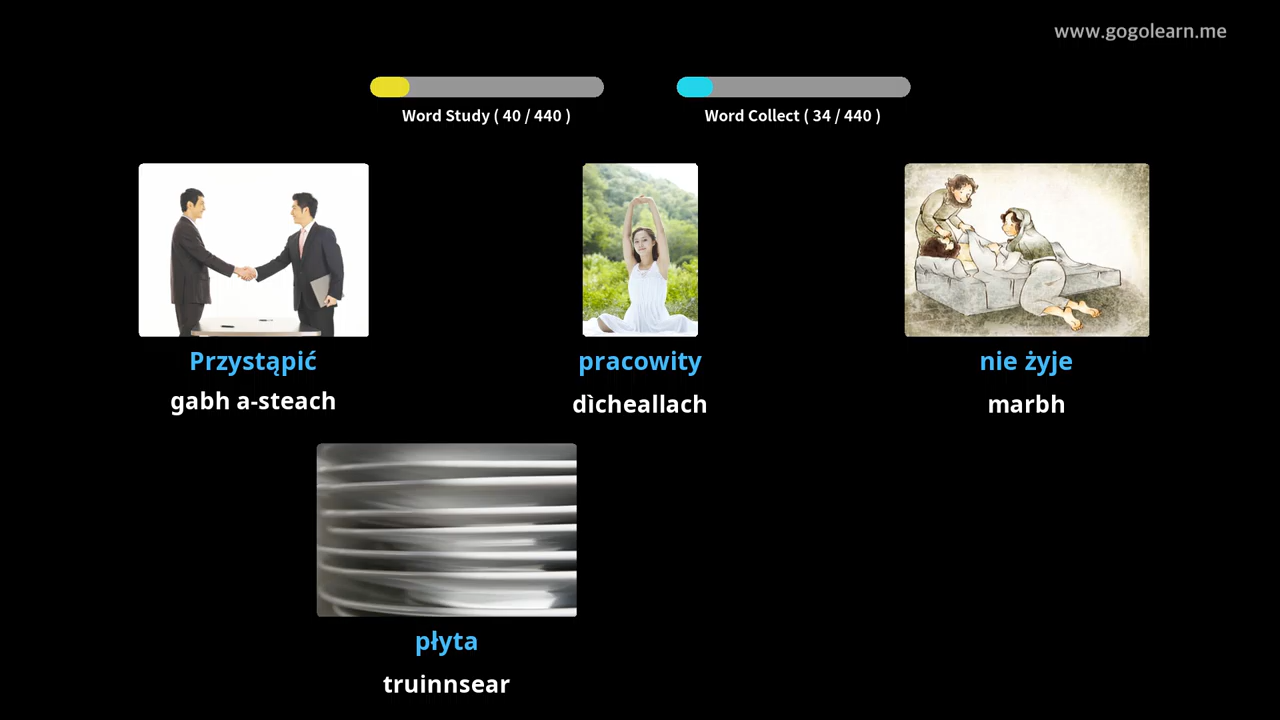 www.gogolearn.me
Word Study ( 40 / 440 )
Word Collect ( 34 / 440 )
Przystąpić
pracowity
nie żyje
gabh a-steach
dìcheallach
marbh
płyta
truinnsear